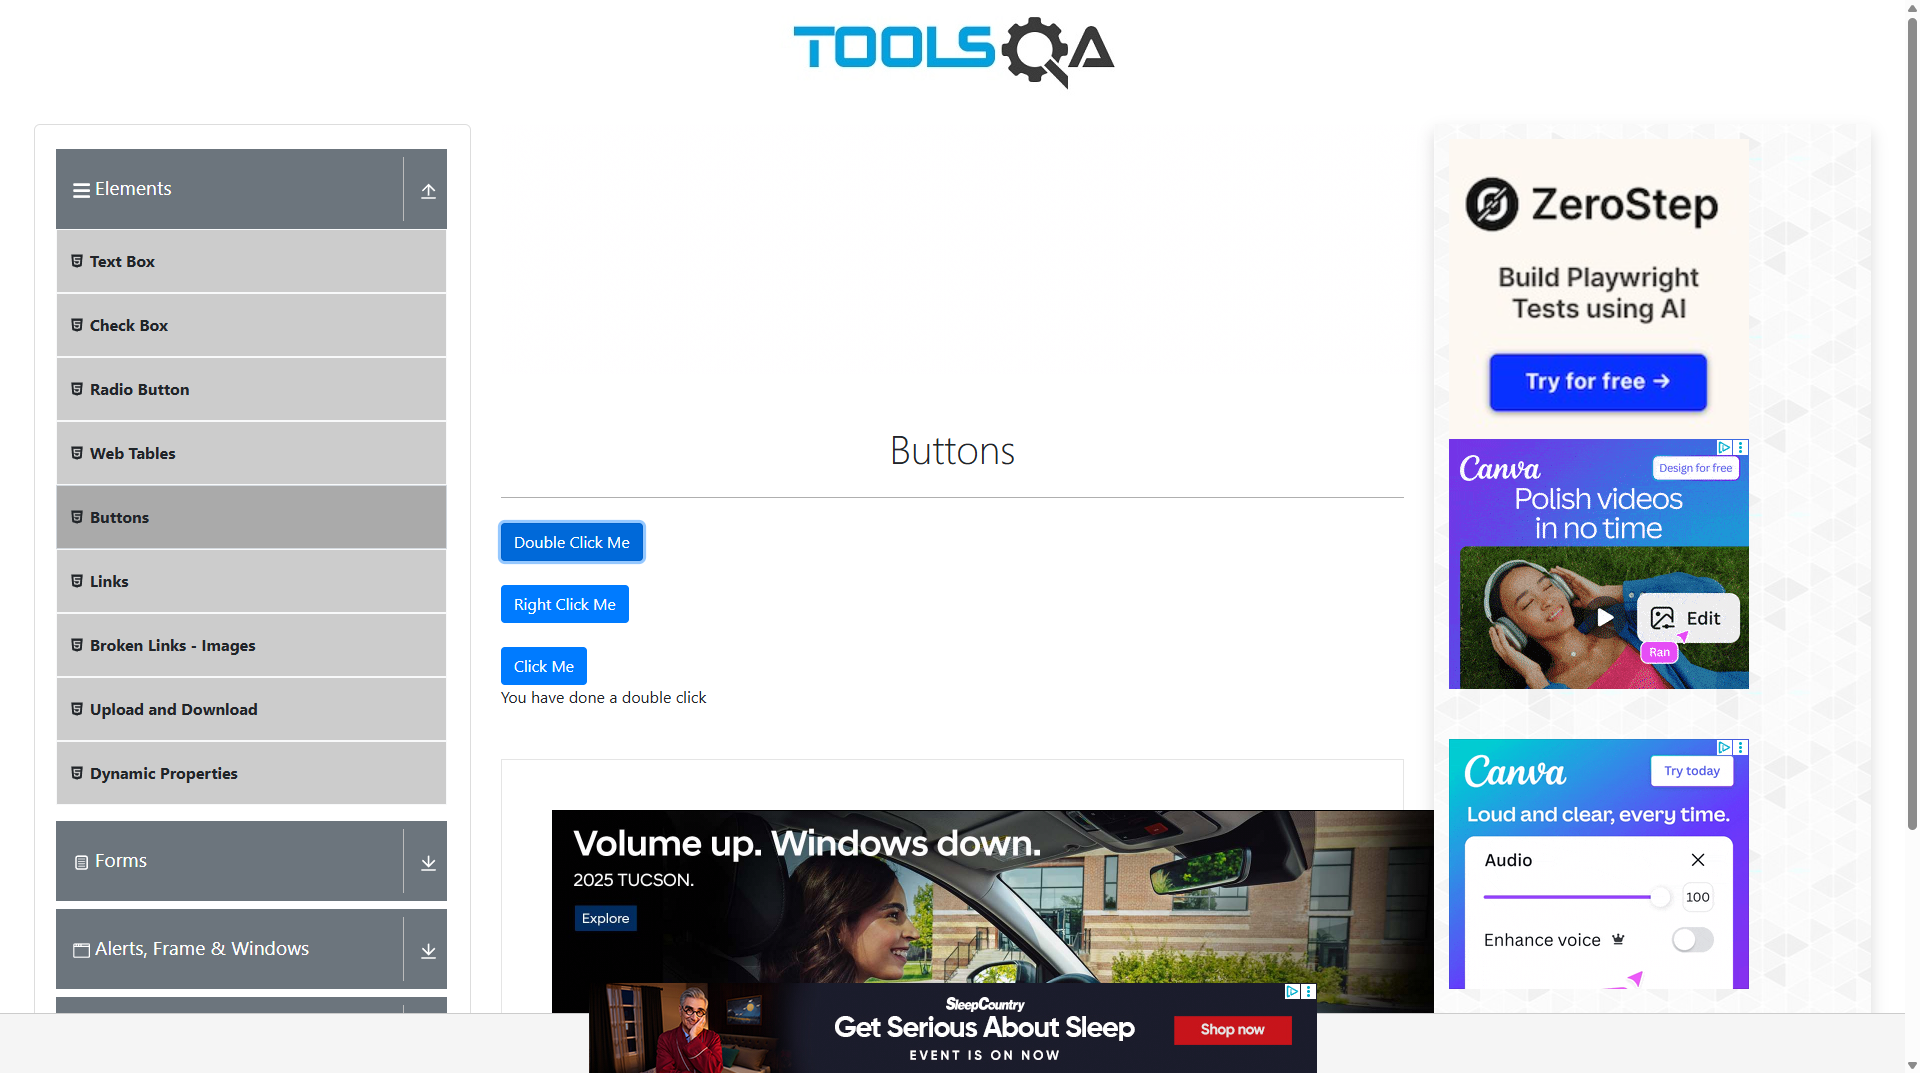 TOOLSQA
Elements
Text Box
Check Box
Radio Button
Web Tables
Buttons
Links
Broken Links - Images
Upload and Download
Dynamic Properties
Forms
Alerts, Frame & Windows
Buttons
Double Click Me
Right Click Me
Click Me
You have done a double click
Volume up. Windows down.
2025 TUCSON.
Explore
SleepCountry
Get Serious About Sleep
EVENT IS ON NOW
Shop now
ZeroStep
Build Playwright
Tests using AI
Try for free →
Canva
Design for free
Polish videos
in no time
Edit
Ran
Canva
Try today
Loud and clear, every time.
Audio
100
Enhance voice